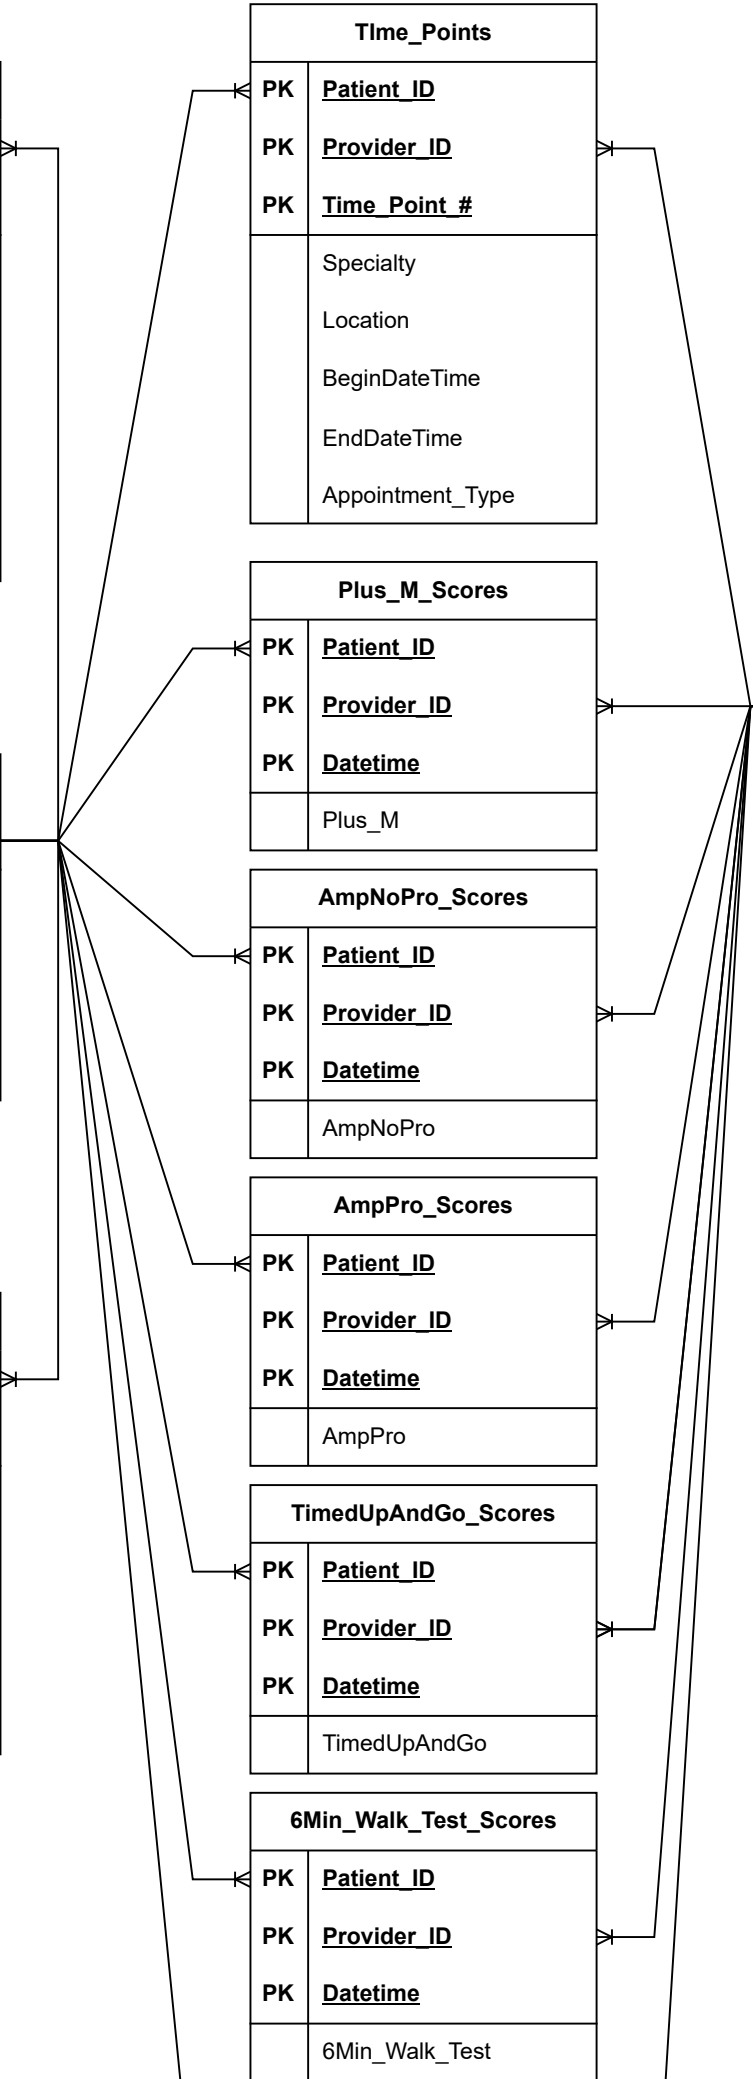 TIme_Points
PK Patient_ID
PK Provider_ID
PK Time_Point_#
Specialty
Location
BeginDateTime
EndDateTime
Appointment_Type
Plus_M_Scores
PK Patient_ID
PK Provider_ID
PK Datetime
Plus_M
AmpNoPro_Scores
PK Patient_ID
PK Provider_ID
PK Datetime
AmpNoPro
AmpPro_Scores
PK Patient_ID
PK Provider_ID
PK Datetime
AmpPro
TimedUpAndGo_Scores
PK Patient_ID
PK Provider_ID
PK Datetime
TimedUpAndGo
6Min_Walk_Test_Scores
PK Patient_ID
PK Provider_ID
PK Datetime
6Min_Walk_Test